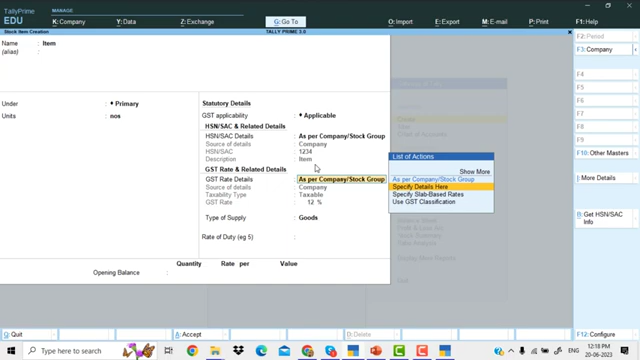 TallyPrime
EDU
K: Company
Y: Data
Z: Exchange
G: Go To
O: Import
E: Export
M: E-mail
P: Print
F1: Help
Stock Item Creation
TALLY PRIME 3.0
Name : Item
(alias) :
Under : ♦ Primary
Units : nos
Statutory Details
GST applicability : ♦ Applicable
HSN/SAC & Related Details
HSN/SAC Details : As per Company/Stock Group
Source of details : Company
HSN/SAC : 1234
Description : Item
GST Rate & Related Details
GST Rate Details : As per Company/Stock Group
Source of details : Company
Taxability Type : Taxable
GST Rate : 12 %
Type of Supply : Goods
Rate of Duty (eg 5) :
Quantity Rate per Value
Opening Balance :
List of Actions
Show More
As per Company/Stock Group
Specify Details Here
Specify Slab-Based Rates
Use GST Classification
F2: Period
F3: Company
F4
F5
F6
F7
F8
F9
F10: Other Masters
I: More Details
B: Get HSN/SAC
Info
Q: Quit
A: Accept
D: Delete
F12: Configure
Type here to search
ENG
12:18 PM
20-06-2023